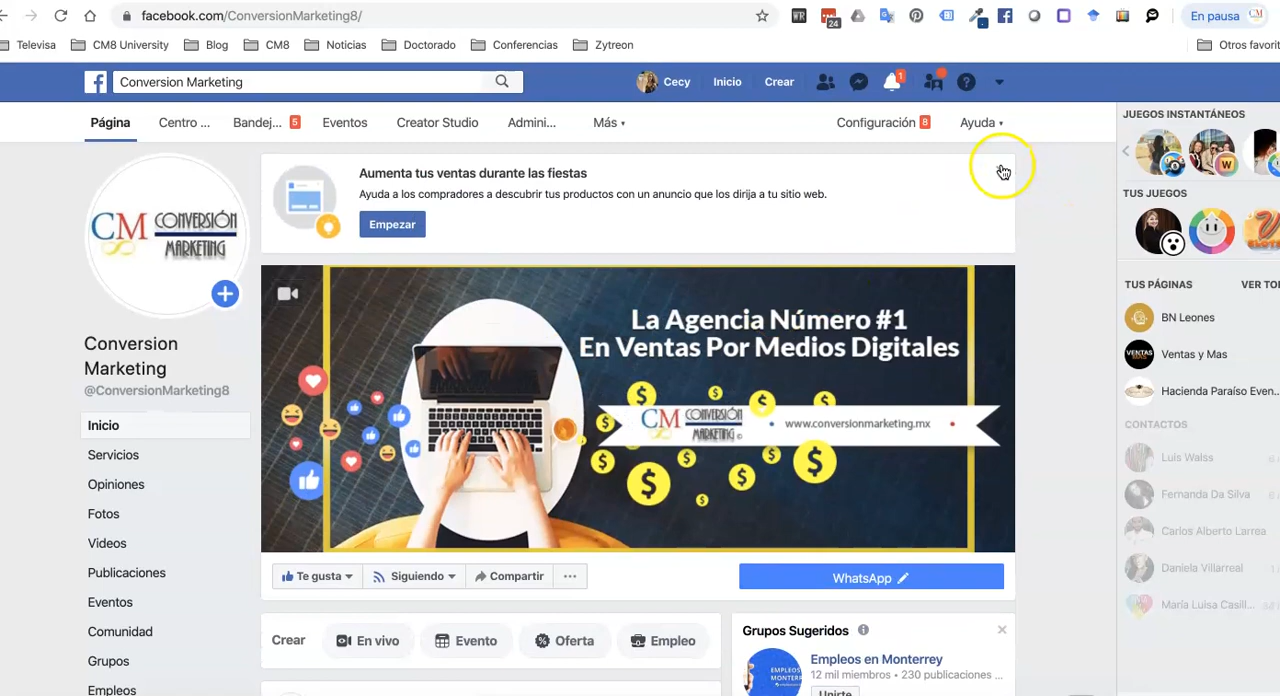 facebook.com/ConversionMarketing8/
WR
24
En pausa
CM
Televisa
CM8 University
Blog
CM8
Noticias
Doctorado
Conferencias
Zytreon
Otros favorit
Conversion Marketing
Cecy
Inicio
Crear
1
Página
Centro ...
Bandej... 5
Eventos
Creator Studio
Admini...
Más
Configuración 8
Ayuda
JUEGOS INSTANTÁNEOS
W
TUS JUEGOS
TUS PÁGINAS
VER TO
BN Leones
Ventas y Mas
Hacienda Paraíso Even...
CONTACTOS
Luis Walss
Fernanda Da Silva
Carlos Alberto Larrea
Daniela Villarreal
María Luisa Casill...
Aumenta tus ventas durante las fiestas
Ayuda a los compradores a descubrir tus productos con un anuncio que los dirija a tu sitio web.
Empezar
CM CONVERSIÓN
MARKETING
La Agencia Número #1
En Ventas Por Medios Digitales
CM CONVERSIÓN
MARKETING
• www.conversionmarketing.mx •
Conversion
Marketing
@ConversionMarketing8
Inicio
Servicios
Opiniones
Fotos
Videos
Publicaciones
Eventos
Comunidad
Grupos
Empleos
Te gusta
Siguiendo
Compartir
...
WhatsApp
Crear
En vivo
Evento
Oferta
Empleo
Grupos Sugeridos
EMPLEOS
MONTERREY
Empleos en Monterrey
12 mil miembros • 230 publicaciones ...
Unirte